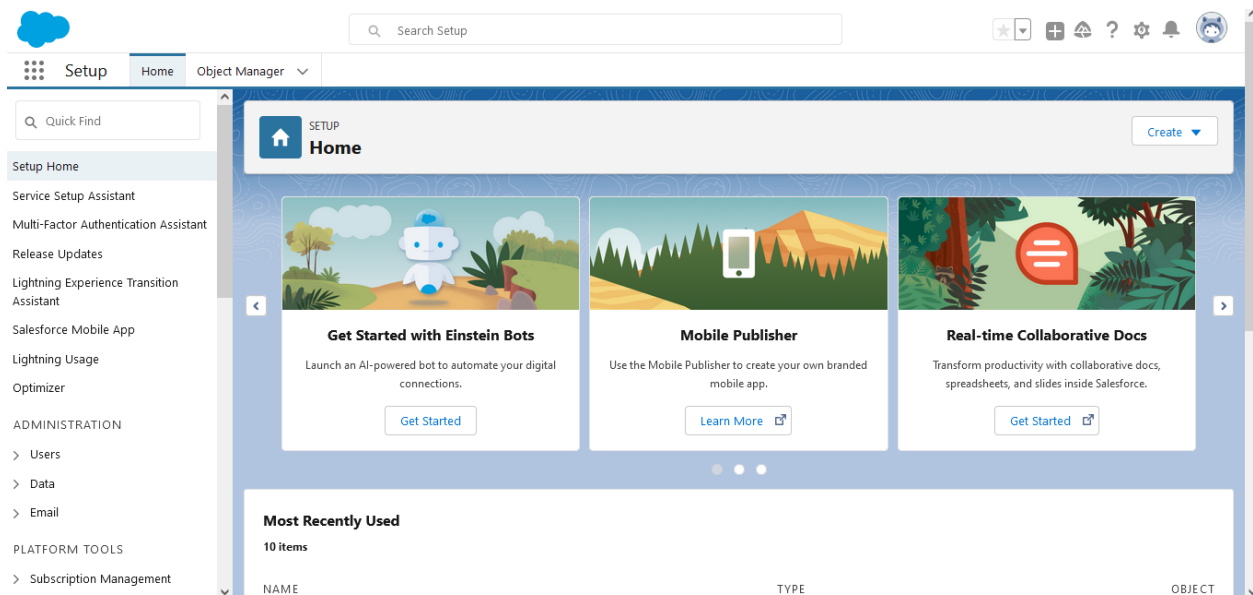 Search Setup
Setup
Home
Object Manager
Quick Find
Setup Home
Service Setup Assistant
Multi-Factor Authentication Assistant
Release Updates
Lightning Experience Transition
Assistant
Salesforce Mobile App
Lightning Usage
Optimizer
ADMINISTRATION
Users
Data
Email
PLATFORM TOOLS
Subscription Management
SETUP
Home
Create
Get Started with Einstein Bots
Launch an AI-powered bot to automate your digital
connections.
Get Started
Mobile Publisher
Use the Mobile Publisher to create your own branded
mobile app.
Learn More
Real-time Collaborative Docs
Transform productivity with collaborative docs,
spreadsheets, and slides inside Salesforce.
Get Started
Most Recently Used
10 items
NAME TYPE OBJECT